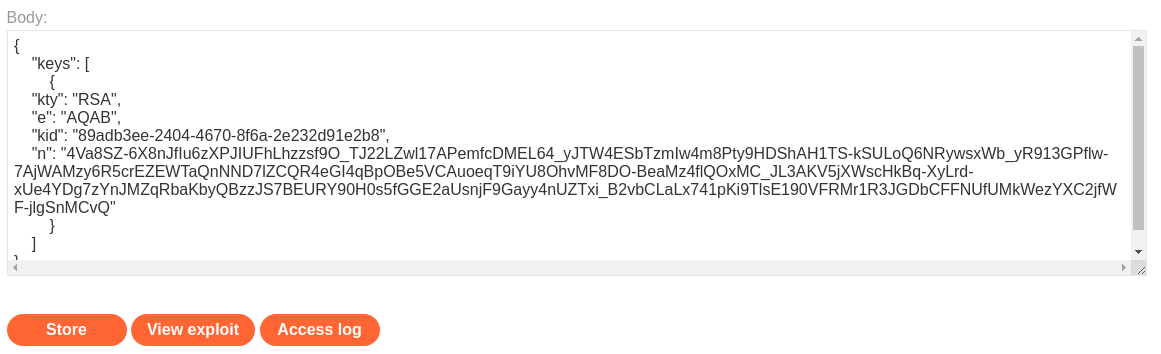 Body:
{
"keys": [
{
"kty": "RSA",
"e": "AQAB",
"kid": "89adb3ee-2404-4670-8f6a-2e232d91e2b8",
"n": "4Va8SZ-6X8nJfIu6zXPJIUFhLhzzsf9O_TJ22LZwl17APemfcDMEL64_yJTW4ESbTzmIw4m8Pty9HDShAH1TS-kSULoQ6NRywsxWb_yR913GPflw-
7AjWAMzy6R5crEZEWTaQnNND7lZCQR4eGI4qBpOBe5VCAuoeqT9iYU8OhvMF8DO-BeaMz4flQOxMC_JL3AKV5jXWscHkBq-XyLrd-
xUe4YDg7zYnJMZqRbaKbyQBzzJS7BEURY90H0s5fGGE2aUsnjF9Gayy4nUZTxi_B2vbCLaLx741pKi9TlsE190VFRMr1R3JGDbCFFNUfUMkWezYXC2jfW
F-jlgSnMCvQ"
}
]
}
Store
View exploit
Access log